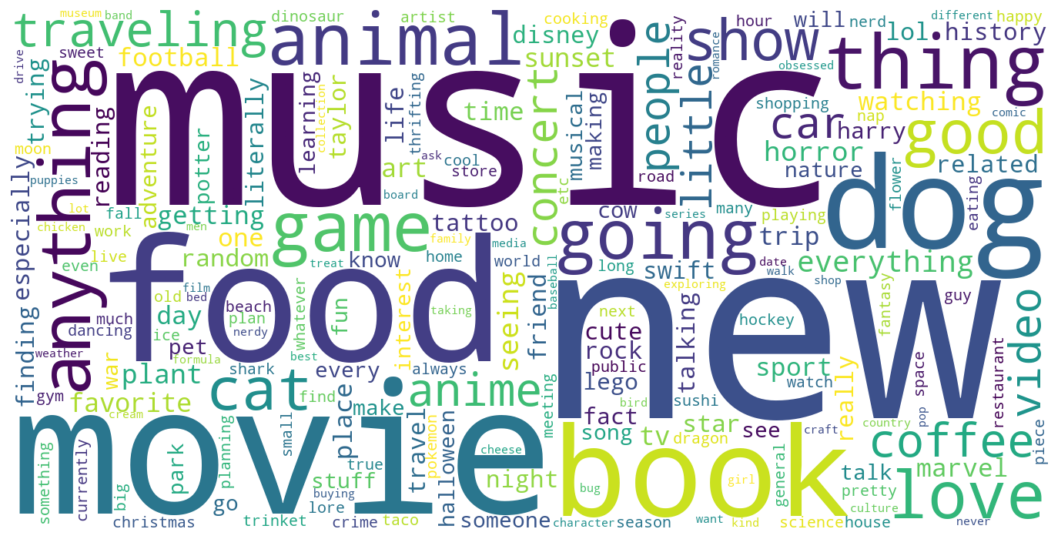 museum
band
dinosaur
artist
cooking
hour
will
nerd
different
happy
traveling
animal
disney
show
lol
history
drive
sweet
football
sunset
people
reality
romance
obsessed
thing
trying
anything
music
little
watching
reading
collection
learning
thrifting
life
time
concert
musical
making
shopping
nap
comic
moon
adventure
potter
literally
taylor
art
ask
cool
store
etc
road
car
harry
good
horror
nature
related
puppies
lot
chicken
fall
men
getting
board
cow
series
many
playing
flower
eating
finding
especially
work
one
game
tattoo
family
media
going
trip
dog
even
live
random
treat
know
home
world
baseball
long
date
walk
everything
film
food
new
old
bed
beach
whatever
fun
interest
taking
seeing
friend
swift
exploring
shop
fantasy
guy
much
dancing
day
plan
ice
nerdy
next
hockey
talking
cute
rock
public
space
restaurant
video
weather
formula
best
gym
war
pet
plant
shark
every
always
sport
watch
lego
sushi
bird
pop
favorite
cream
cat
find
make
place
anime
meeting
fact
country
craft
really
movie
small
travel
pokemon
halloween
song
tv
star
see
book
dragon
coffee
piece
something
currently
park
planning
true
stuff
night
cheese
bug
girl
general
talk
marvel
love
big
go
buying
lore
pretty
culture
christmas
trinket
crime
taco
someone
character
season
want
kind
science
house
never